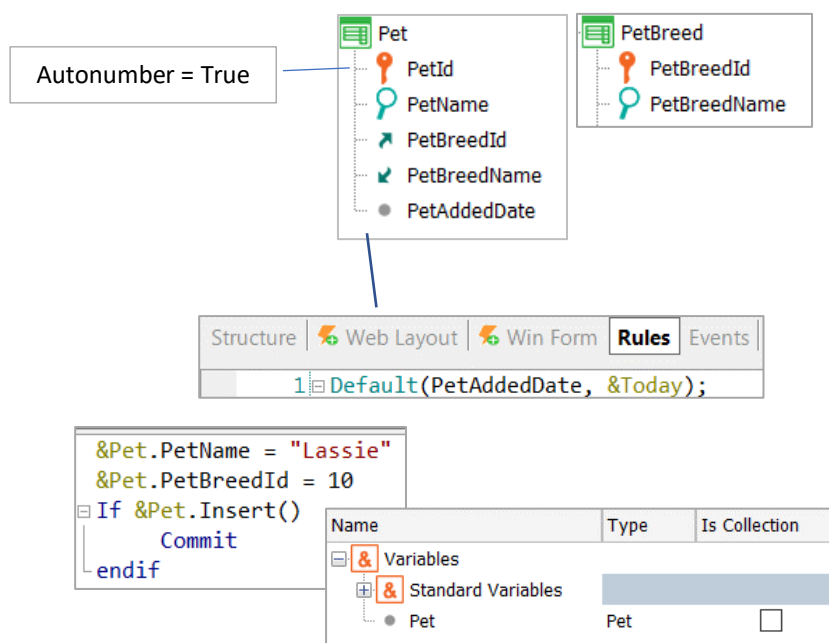 Autonumber = True
Pet
PetId
PetName
PetBreedId
PetBreedName
PetAddedDate
PetBreed
PetBreedId
PetBreedName
Structure Web Layout Win Form Rules Events
1 Default(PetAddedDate, &Today);
&Pet.PetName = "Lassie"
&Pet.PetBreedId = 10
If &Pet.Insert()
Commit
endif
Name Type Is Collection
& Variables
& Standard Variables
Pet Pet